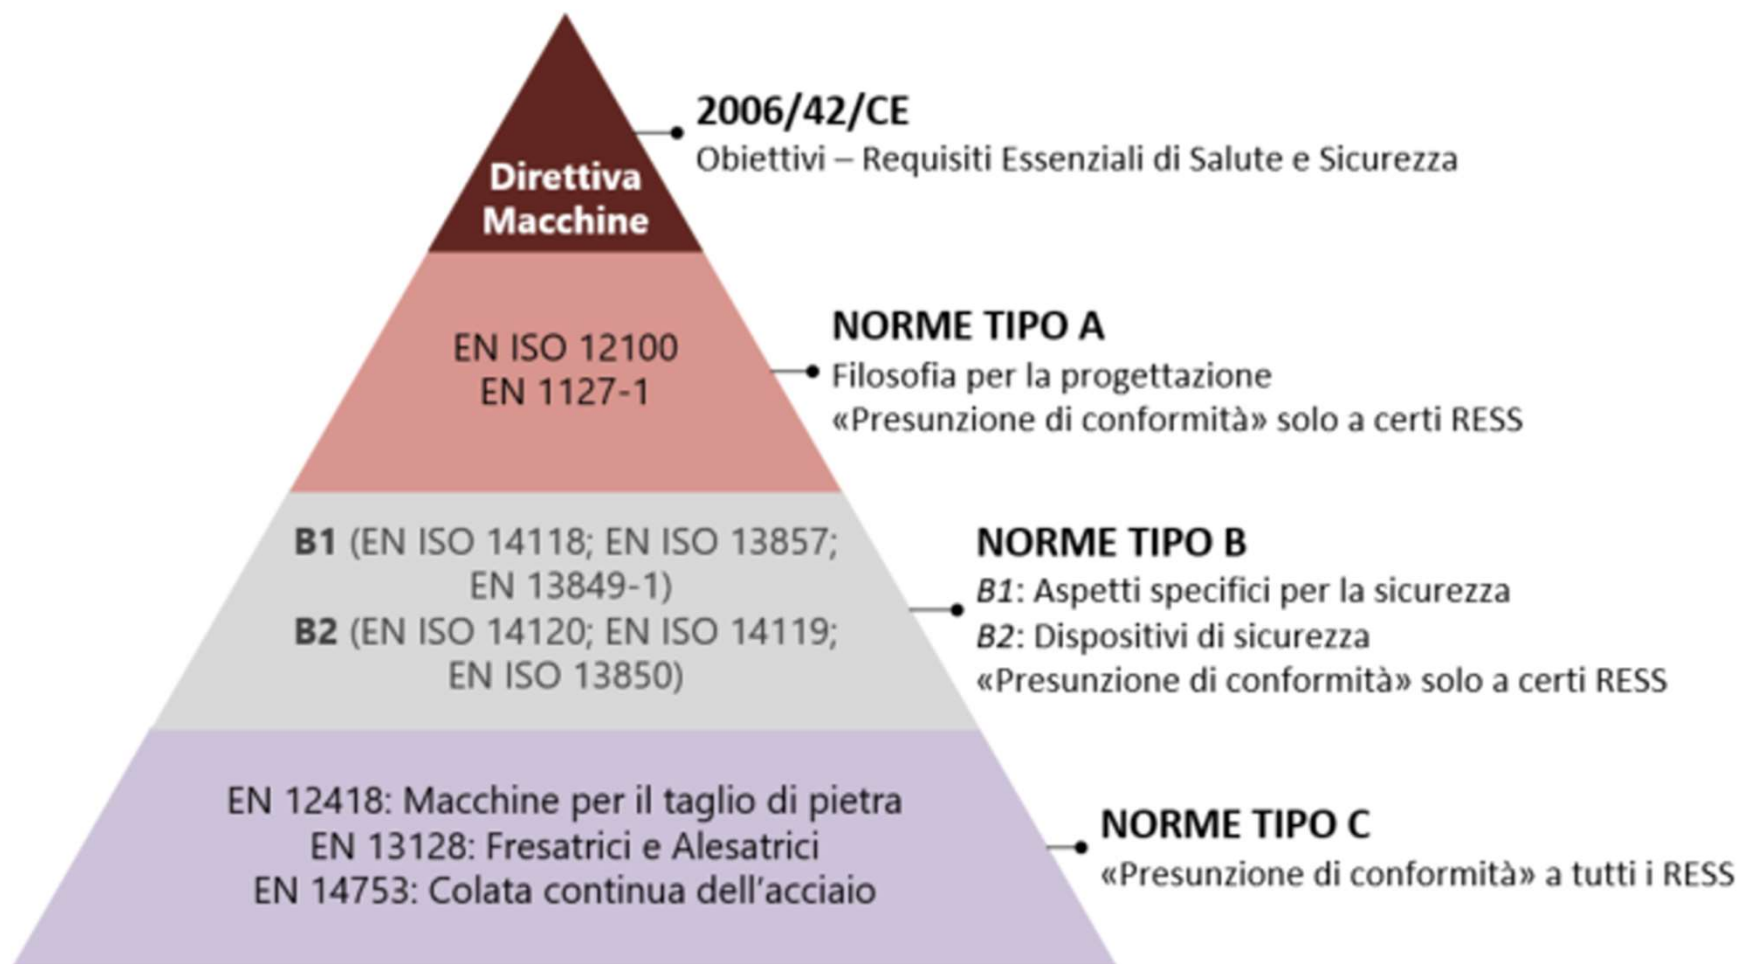 Direttiva
Macchine
2006/42/CE
Obiettivi – Requisiti Essenziali di Salute e Sicurezza
EN ISO 12100
EN 1127-1
NORME TIPO A
Filosofia per la progettazione
«Presunzione di conformità» solo a certi RESS
B1 (EN ISO 14118; EN ISO 13857;
EN 13849-1)
B2 (EN ISO 14120; EN ISO 14119;
EN ISO 13850)
NORME TIPO B
B1: Aspetti specifici per la sicurezza
B2: Dispositivi di sicurezza
«Presunzione di conformità» solo a certi RESS
EN 12418: Macchine per il taglio di pietra
EN 13128: Fresatrici e Alesatrici
EN 14753: Colata continua dell'acciaio
NORME TIPO C
«Presunzione di conformità» a tutti i RESS